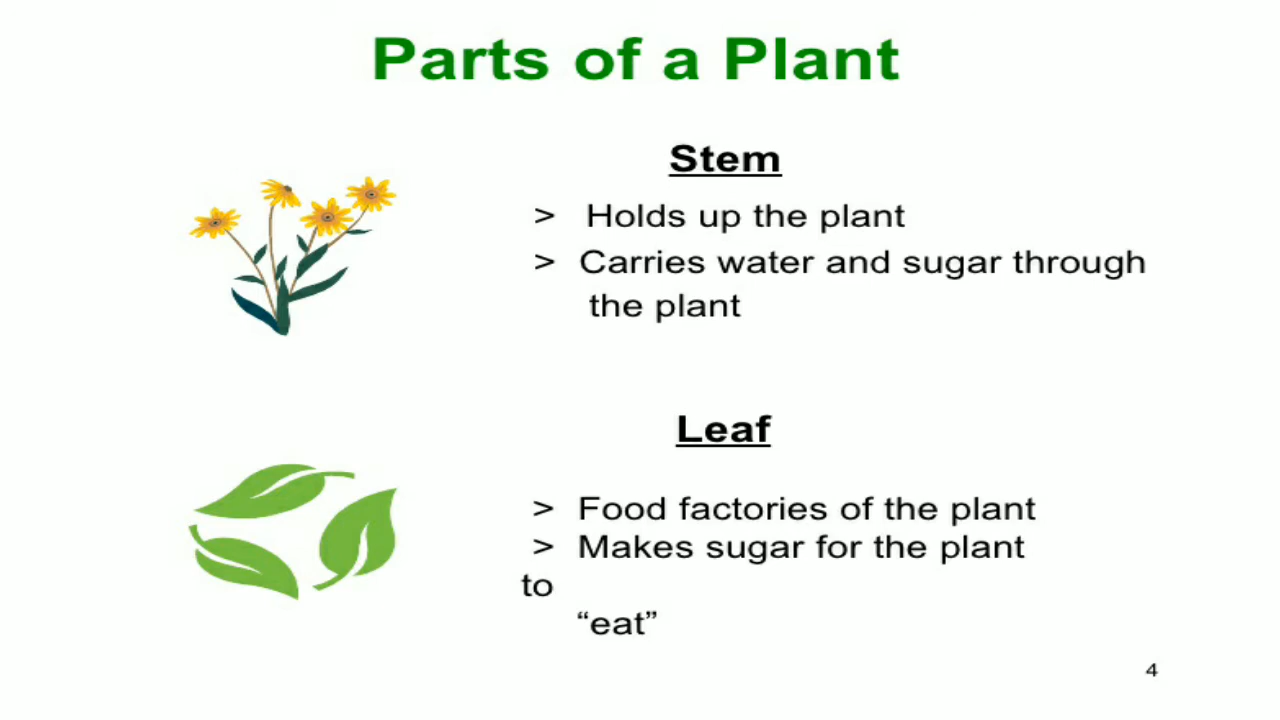 Parts of a Plant
Stem
> Holds up the plant
> Carries water and sugar through
the plant
Leaf
> Food factories of the plant
> Makes sugar for the plant
to
“eat”
4